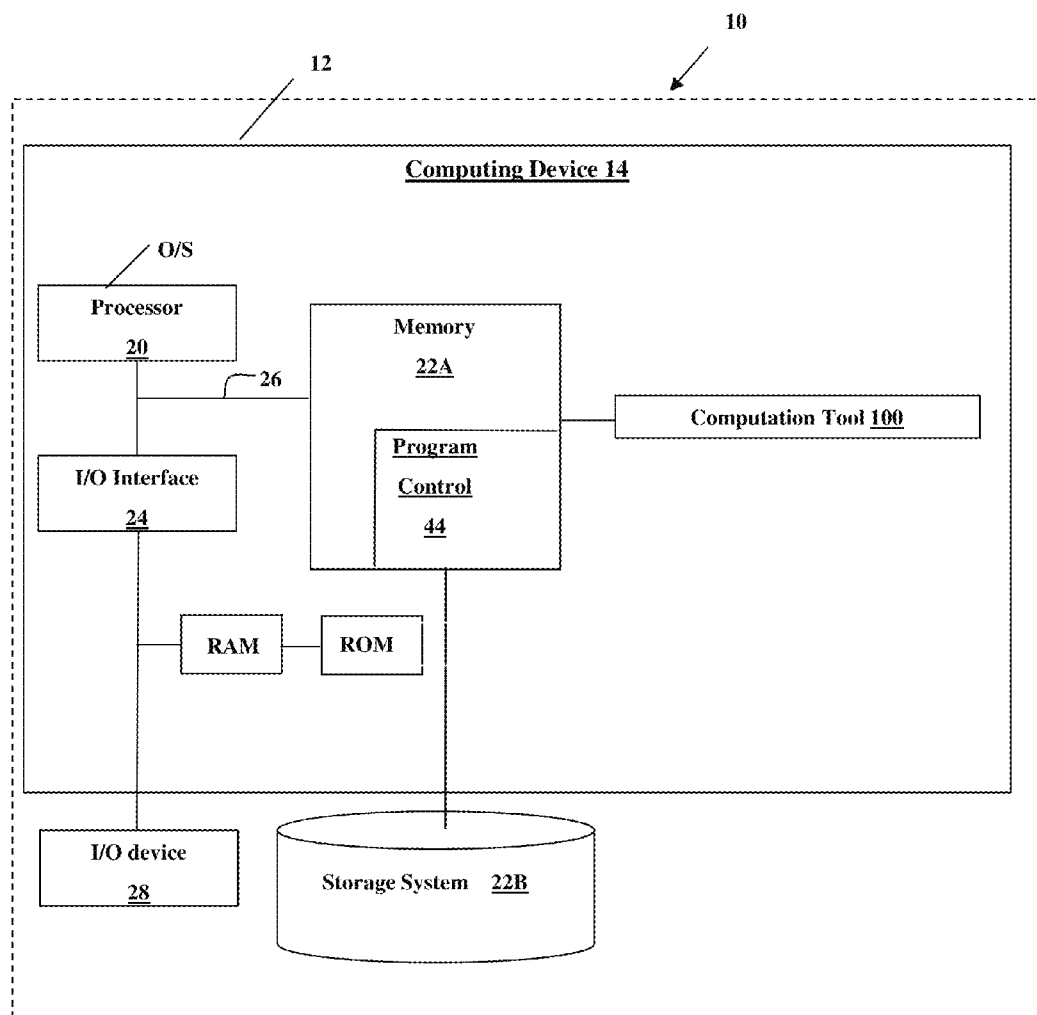 10
12
Computing Device 14
O/S
Processor
20
Memory
22A
26
Computation Tool 100
Program
Control
44
I/O Interface
24
RAM
ROM
I/O device
28
Storage System 22B